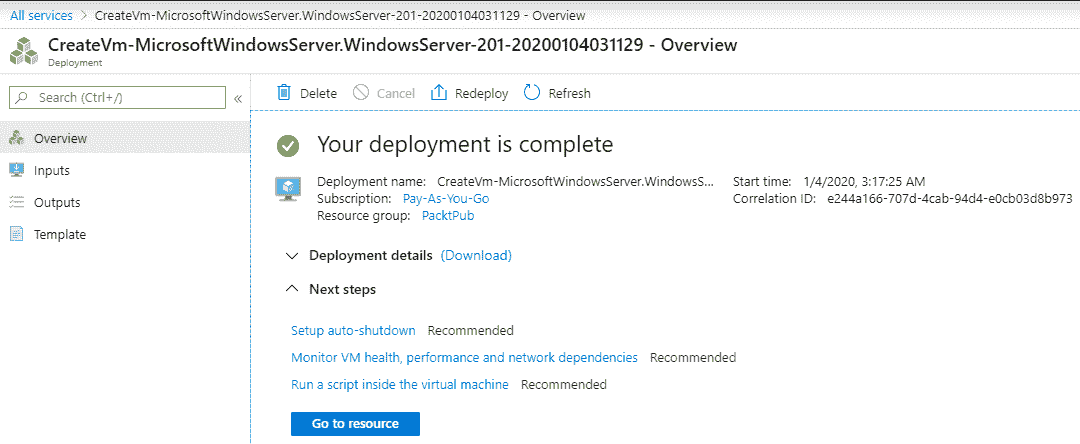 All services > CreateVm-MicrosoftWindowsServer.WindowsServer-201-20200104031129 - Overview
CreateVm-MicrosoftWindowsServer.WindowsServer-201-20200104031129 - Overview
Deployment
Search (Ctrl+/)
«
Delete
Cancel
Redeploy
Refresh
Overview
Inputs
Outputs
Template
Your deployment is complete
Deployment name: CreateVm-MicrosoftWindowsServer.WindowsS...
Subscription: Pay-As-You-Go
Resource group: PacktPub
Start time: 1/4/2020, 3:17:25 AM
Correlation ID: e244a166-707d-4cab-94d4-e0cb03d8b973
Deployment details (Download)
Next steps
Setup auto-shutdown Recommended
Monitor VM health, performance and network dependencies Recommended
Run a script inside the virtual machine Recommended
Go to resource